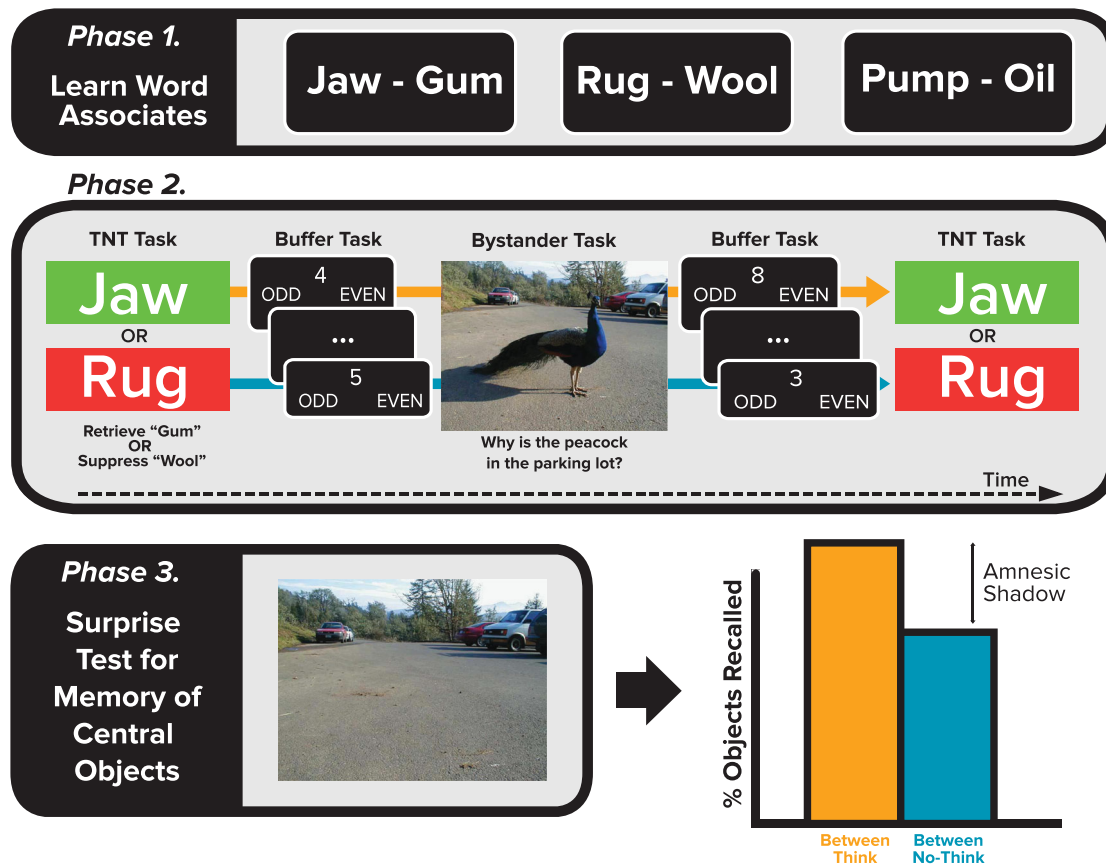 Phase 1.
Learn Word
Associates
Jaw - Gum
Rug - Wool
Pump - Oil
Phase 2.
TNT Task
Buffer Task
Bystander Task
Buffer Task
TNT Task
Jaw
OR
Rug
Retrieve “Gum”
OR
Suppress “Wool”
4
ODD EVEN
...
5
ODD EVEN
Why is the peacock
in the parking lot?
8
ODD EVEN
...
3
ODD EVEN
Jaw
OR
Rug
Time
Phase 3.
Surprise
Test for
Memory of
Central
Objects
% Objects Recalled
Amnesic
Shadow
Between
Think
Between
No-Think